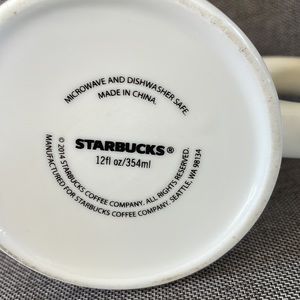 MICROWAVE AND DISHWASHER SAFE.
MADE IN CHINA.
STARBUCKS®
12fl oz/354ml
© 2014 STARBUCKS COFFEE COMPANY. ALL RIGHTS RESERVED.
MANUFACTURED FOR STARBUCKS COFFEE COMPANY. SEATTLE, WA 98134